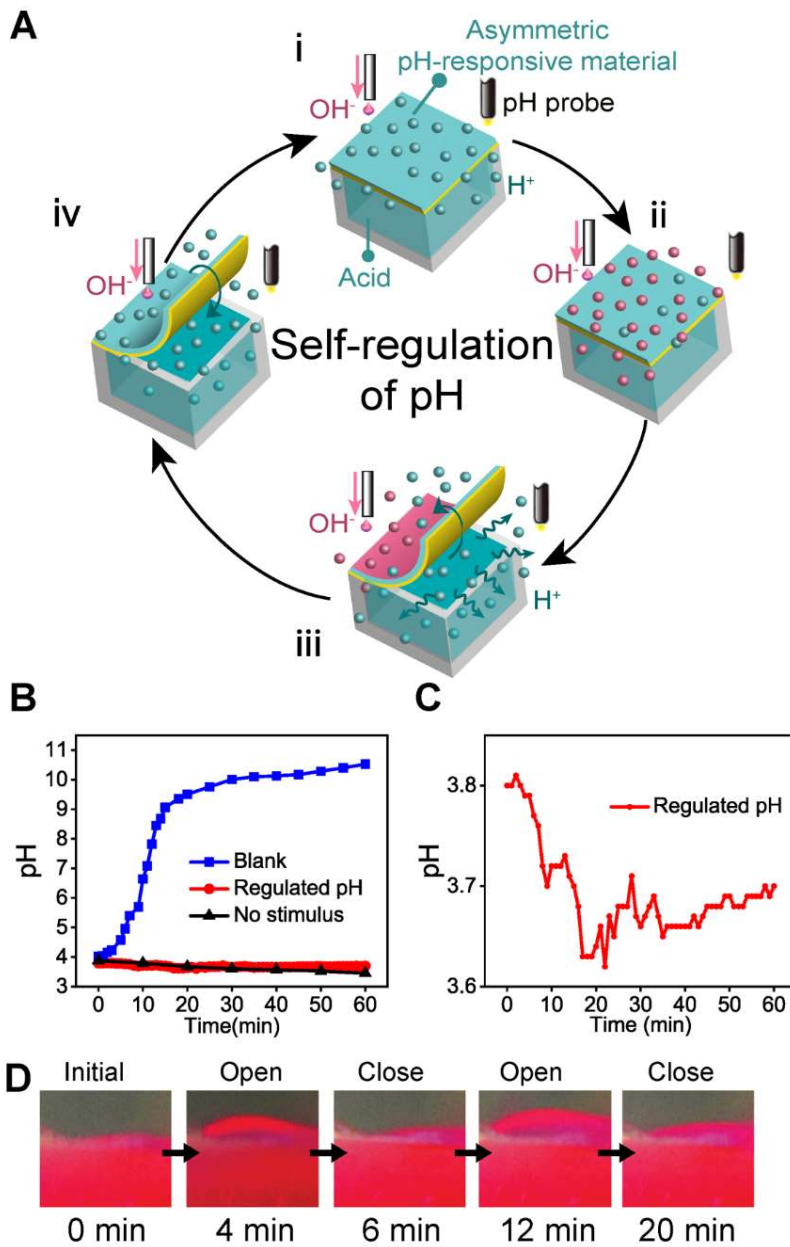 A
i
Asymmetric
pH-responsive material
OH-
pH probe
H+
Acid
ii
OH-
iv
OH-
Self-regulation
of pH
OH-
H+
iii
B
pH
11
10
9
8
7
6
5
4
3
Blank
Regulated pH
No stimulus
0 10 20 30 40 50 60
Time(min)
C
pH
3.8
3.7
3.6
Regulated pH
0 10 20 30 40 50 60
Time (min)
D
Initial Open Close Open Close
0 min 4 min 6 min 12 min 20 min